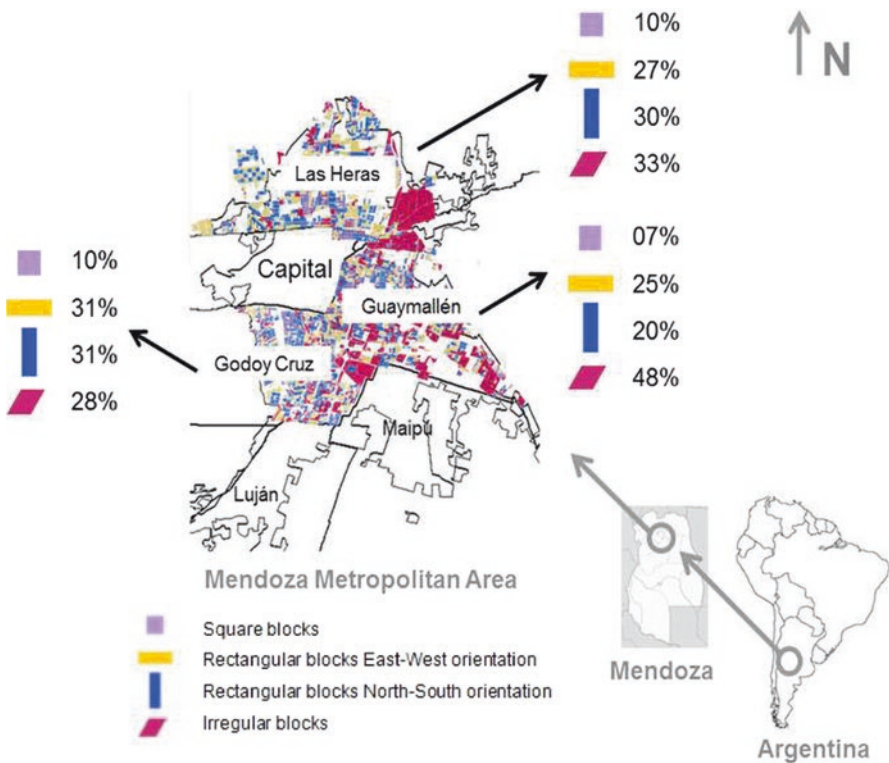 10%
27%
30%
33%
N
Las Heras
07%
25%
20%
48%
Capital
Guaymallén
10%
31%
31%
28%
Godoy Cruz
Maipú
Luján
Mendoza Metropolitan Area
Square blocks
Rectangular blocks East-West orientation
Rectangular blocks North-South orientation
Irregular blocks
Mendoza
Argentina